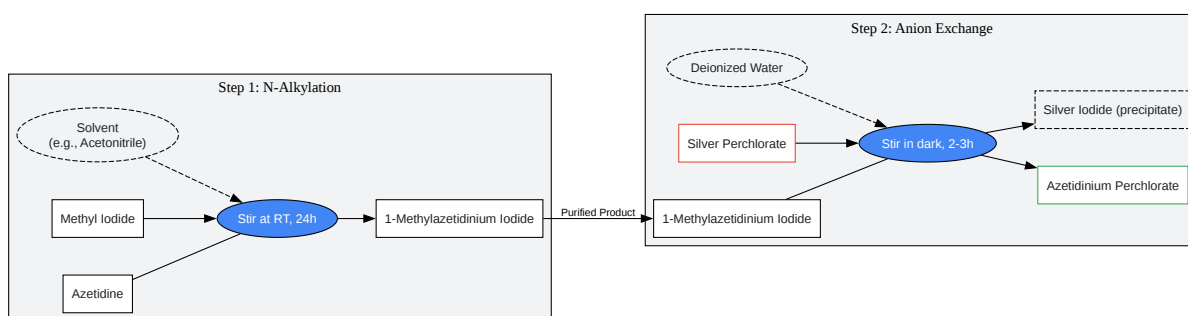 Step 1: N-Alkylation
Solvent
(e.g., Acetonitrile)
Methyl Iodide
Stir at RT, 24h
1-Methylazetidinium Iodide
Azetidine
Purified Product
Step 2: Anion Exchange
Deionized Water
Silver Perchlorate
Stir in dark, 2-3h
Silver Iodide (precipitate)
Azetidinium Perchlorate
1-Methylazetidinium Iodide